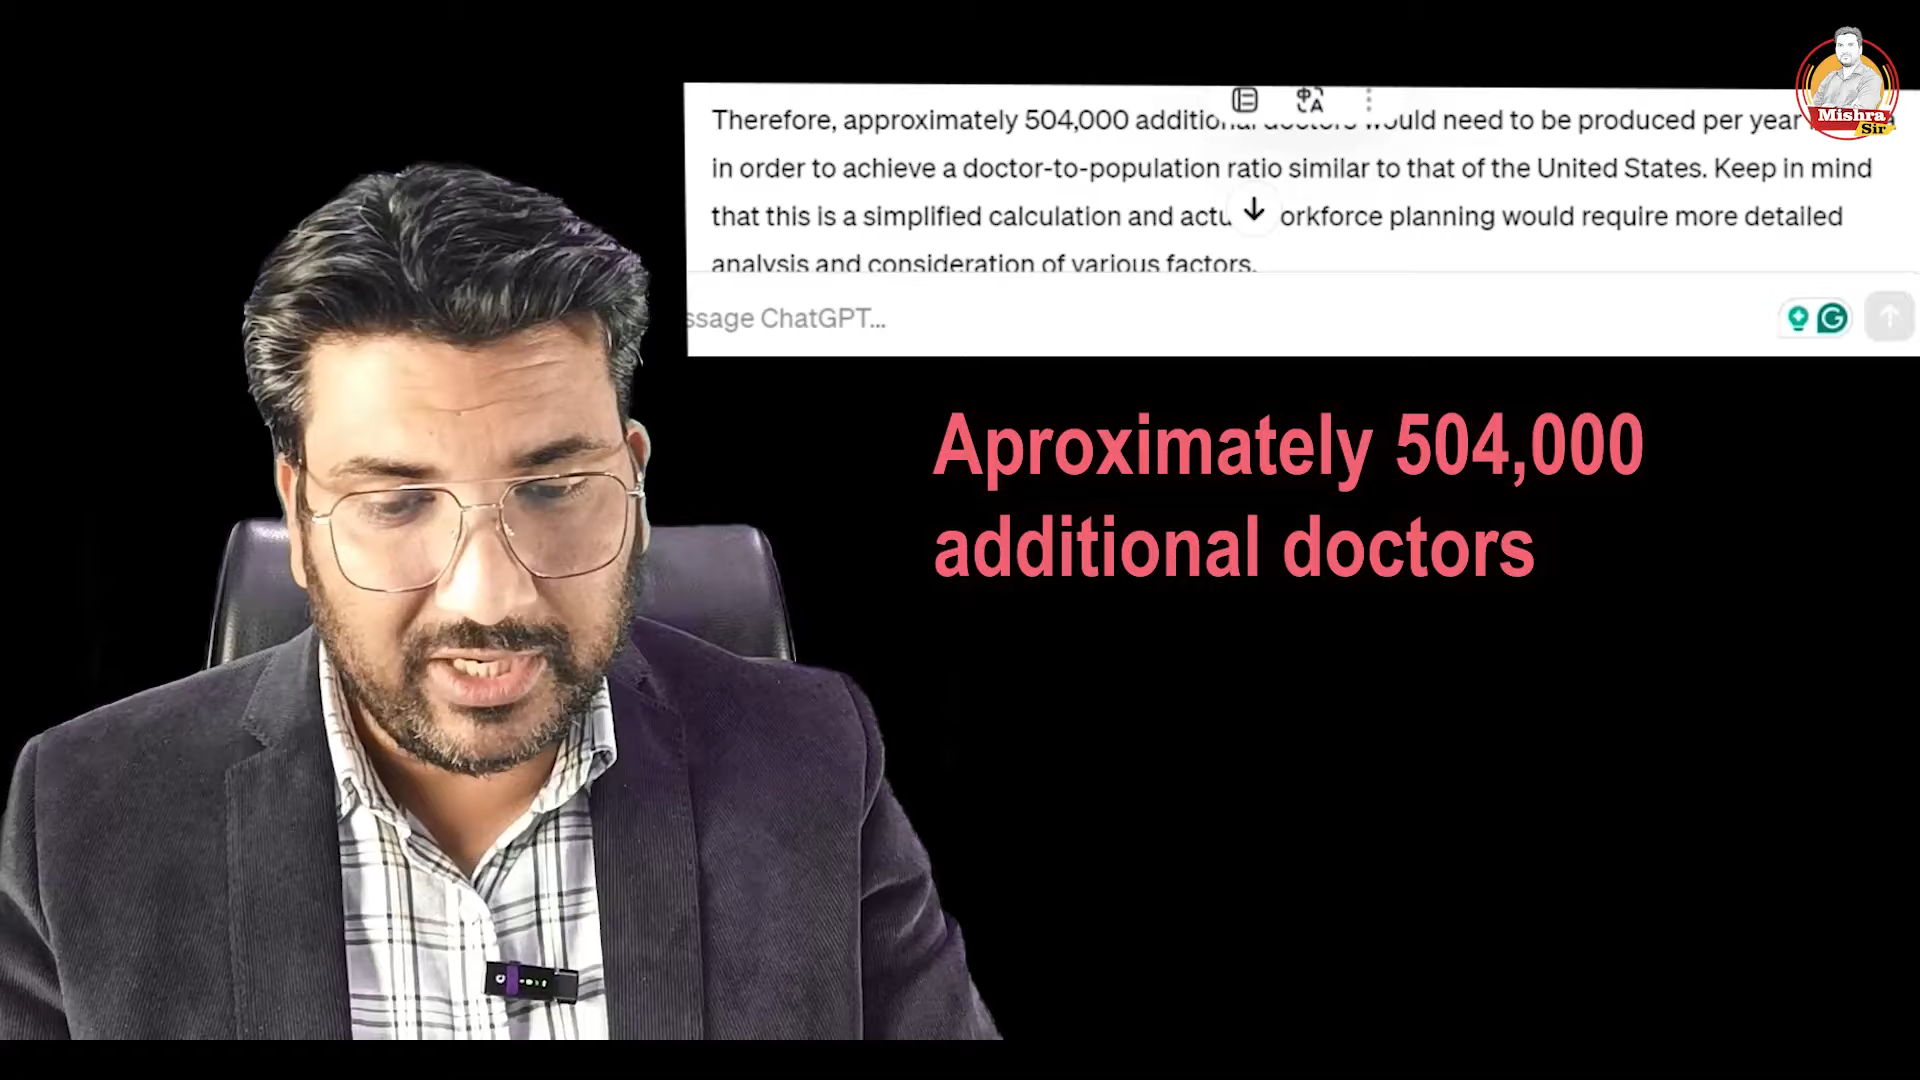 Therefore, approximately 504,000 additional doctors would need to be produced per year
in order to achieve a doctor-to-population ratio similar to that of the United States. Keep in mind
that this is a simplified calculation and actu orkforce planning would require more detailed
analysis and consideration of various factors.
ssage ChatGPT...
Aproximately 504,000
additional doctors
Mishra
Sir